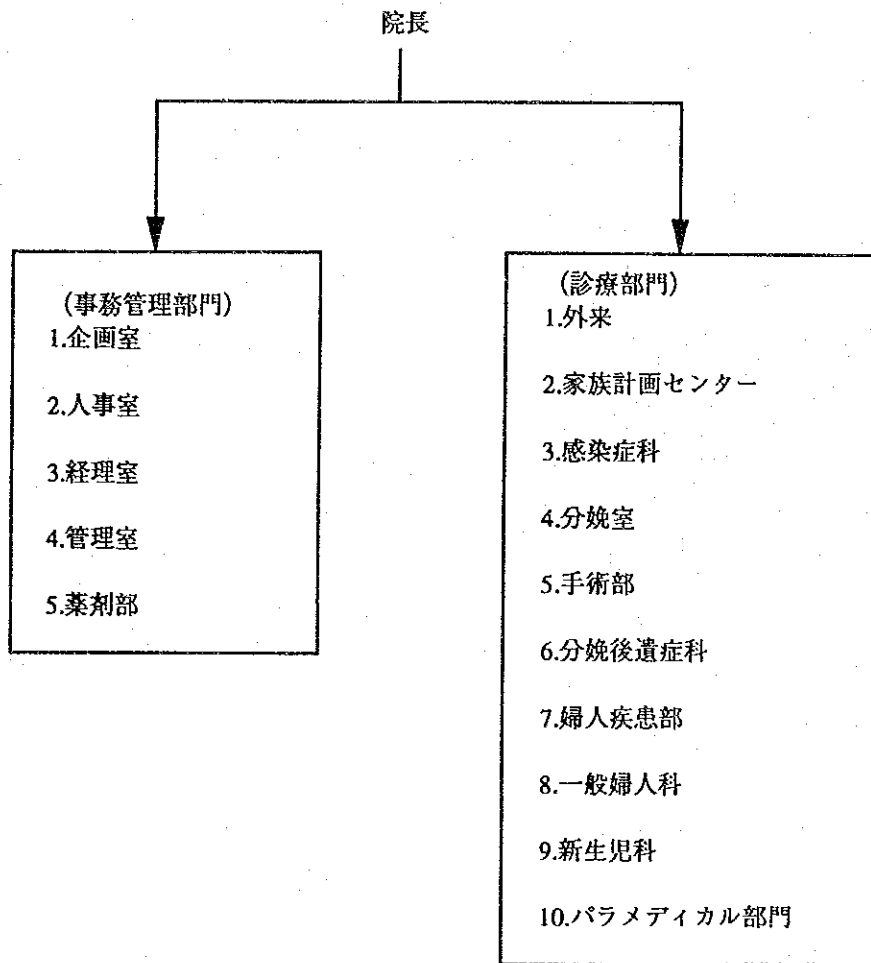 院長
(事務管理部門)
1.企画室
2.人事室
3.経理室
4.管理室
5.薬剤部
(診療部門)
1.外来
2.家族計画センター
3.感染症科
4.分娩室
5.手術部
6.分娩後遺症科
7.婦人疾患部
8.一般婦人科
9.新生児科
10.パラメディカル部門